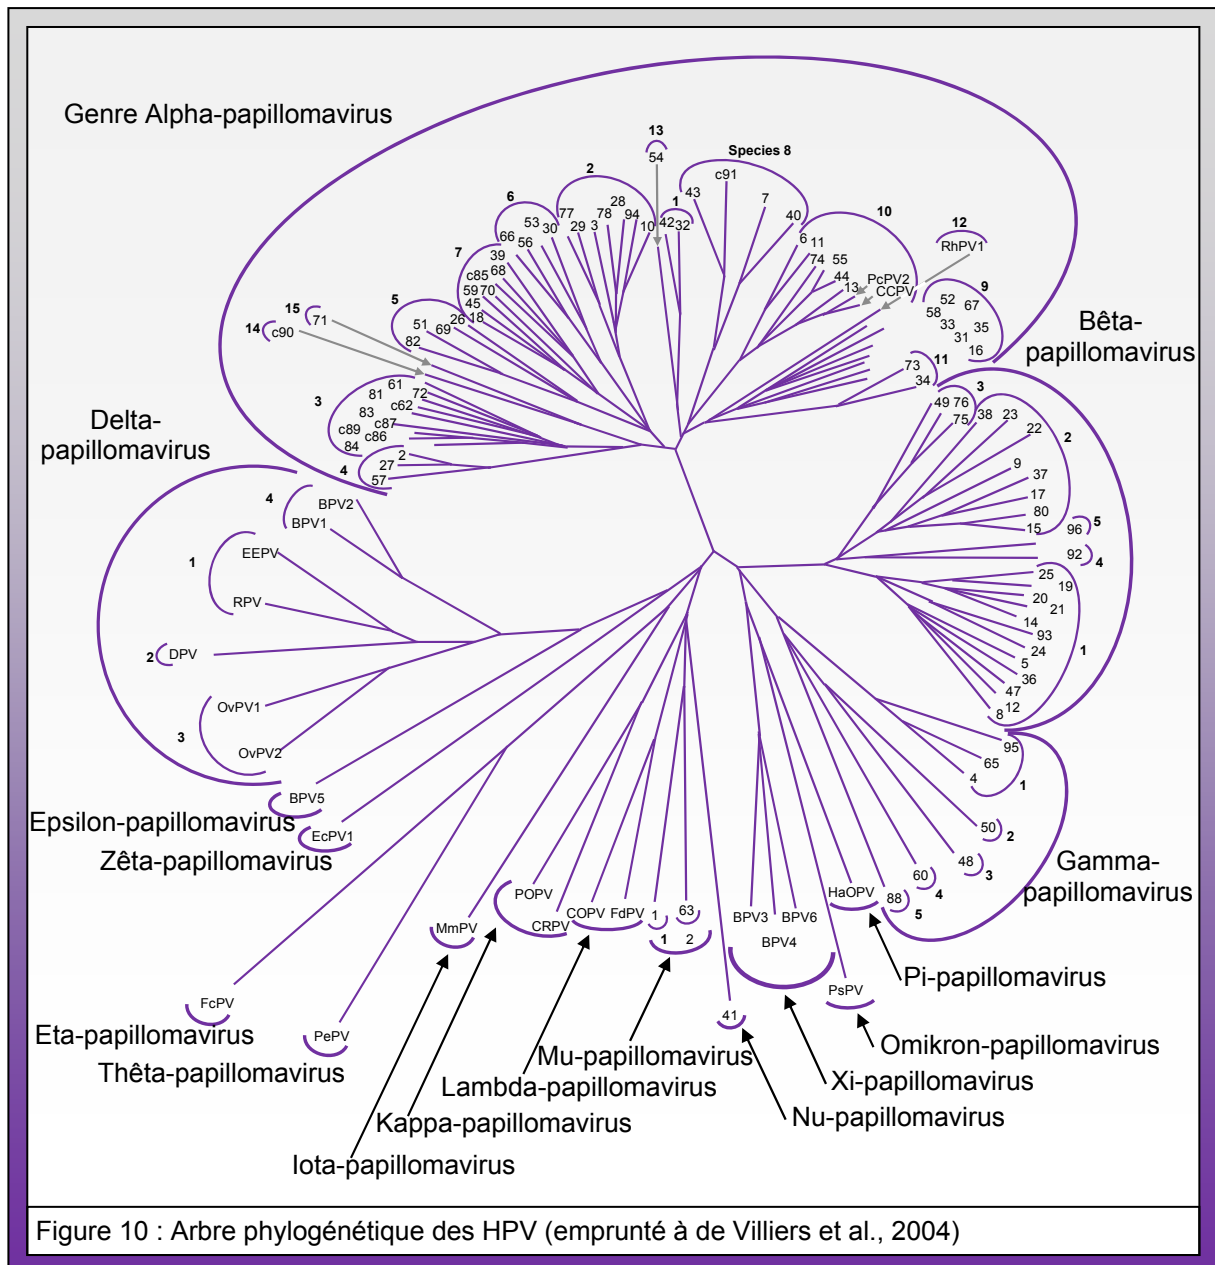 Genre Alpha-papillomavirus
13
54
Species 8
c91
43
7
40
2
77
28
78
94
29
3
10
1
42
32
6
53
66
56
30
10
6
11
74
55
44
13
PcPV2
CCPV
12
RhPV1
9
52
67
58
33
35
31
16
7
39
c85
68
59
70
45
18
5
51
26
69
82
15
71
14
c90
11
73
34
Bêta-
papillomavirus
3
61
81
72
83
c62
c89
c87
84
c86
4
2
27
57
Delta-
papillomavirus
4
BPV2
BPV1
1
EEPV
RPV
2
DPV
OvPV1
3
OvPV2
3
49
76
75
38
23
2
22
9
37
17
80
15
96
5
92
4
25
19
20
21
14
93
24
1
5
36
47
12
8
95
65
4
1
50
2
48
3
60
4
88
5
Gamma-
papillomavirus
BPV5
Epsilon-papillomavirus
EcPV1
Zêta-papillomavirus
FcPV
Eta-papillomavirus
PePV
Thêta-papillomavirus
MmPV
POPV
CRPV
COPV
FdPV
1
63
1
2
41
BPV3
BPV6
BPV4
PsPV
HaOPV
Pi-papillomavirus
Omikron-papillomavirus
Xi-papillomavirus
Nu-papillomavirus
Mu-papillomavirus
Lambda-papillomavirus
Kappa-papillomavirus
Iota-papillomavirus
Figure 10 : Arbre phylogénétique des HPV (emprunté à de Villiers et al., 2004)